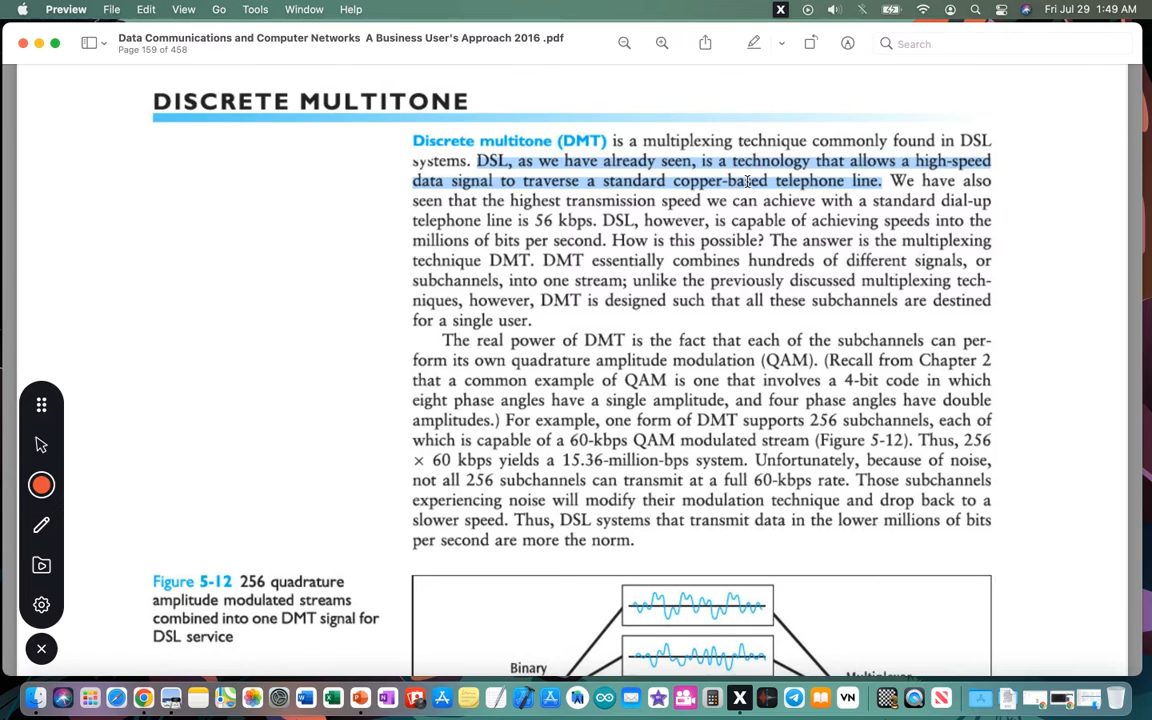 Preview File Edit View Go Tools Window Help
Fri Jul 29 1:49 AM
Data Communications and Computer Networks A Business User's Approach 2016 .pdf
Page 159 of 458
Search
DISCRETE MULTITONE
Discrete multitone (DMT) is a multiplexing technique commonly found in DSL
systems. DSL, as we have already seen, is a technology that allows a high-speed
data signal to traverse a standard copper-based telephone line. We have also
seen that the highest transmission speed we can achieve with a standard dial-up
telephone line is 56 kbps. DSL, however, is capable of achieving speeds into the
millions of bits per second. How is this possible? The answer is the multiplexing
technique DMT. DMT essentially combines hundreds of different signals, or
subchannels, into one stream; unlike the previously discussed multiplexing tech-
niques, however, DMT is designed such that all these subchannels are destined
for a single user.
The real power of DMT is the fact that each of the subchannels can per-
form its own quadrature amplitude modulation (QAM). (Recall from Chapter 2
that a common example of QAM is one that involves a 4-bit code in which
eight phase angles have a single amplitude, and four phase angles have double
amplitudes.) For example, one form of DMT supports 256 subchannels, each of
which is capable of a 60-kbps QAM modulated stream (Figure 5-12). Thus, 256
× 60 kbps yields a 15.36-million-bps system. Unfortunately, because of noise,
not all 256 subchannels can transmit at a full 60-kbps rate. Those subchannels
experiencing noise will modify their modulation technique and drop back to a
slower speed. Thus, DSL systems that transmit data in the lower millions of bits
per second are more the norm.
Figure 5-12 256 quadrature
amplitude modulated streams
combined into one DMT signal for
DSL service
Binary
VN